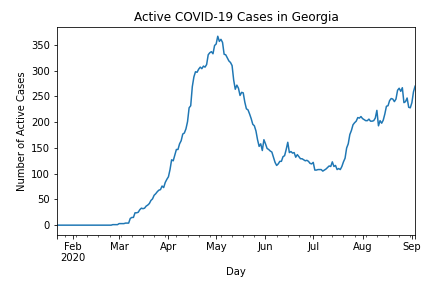 Active COVID-19 Cases in Georgia
Number of Active Cases
350
300
250
200
150
100
50
0
Feb Mar Apr May Jun Jul Aug Sep
2020
Day